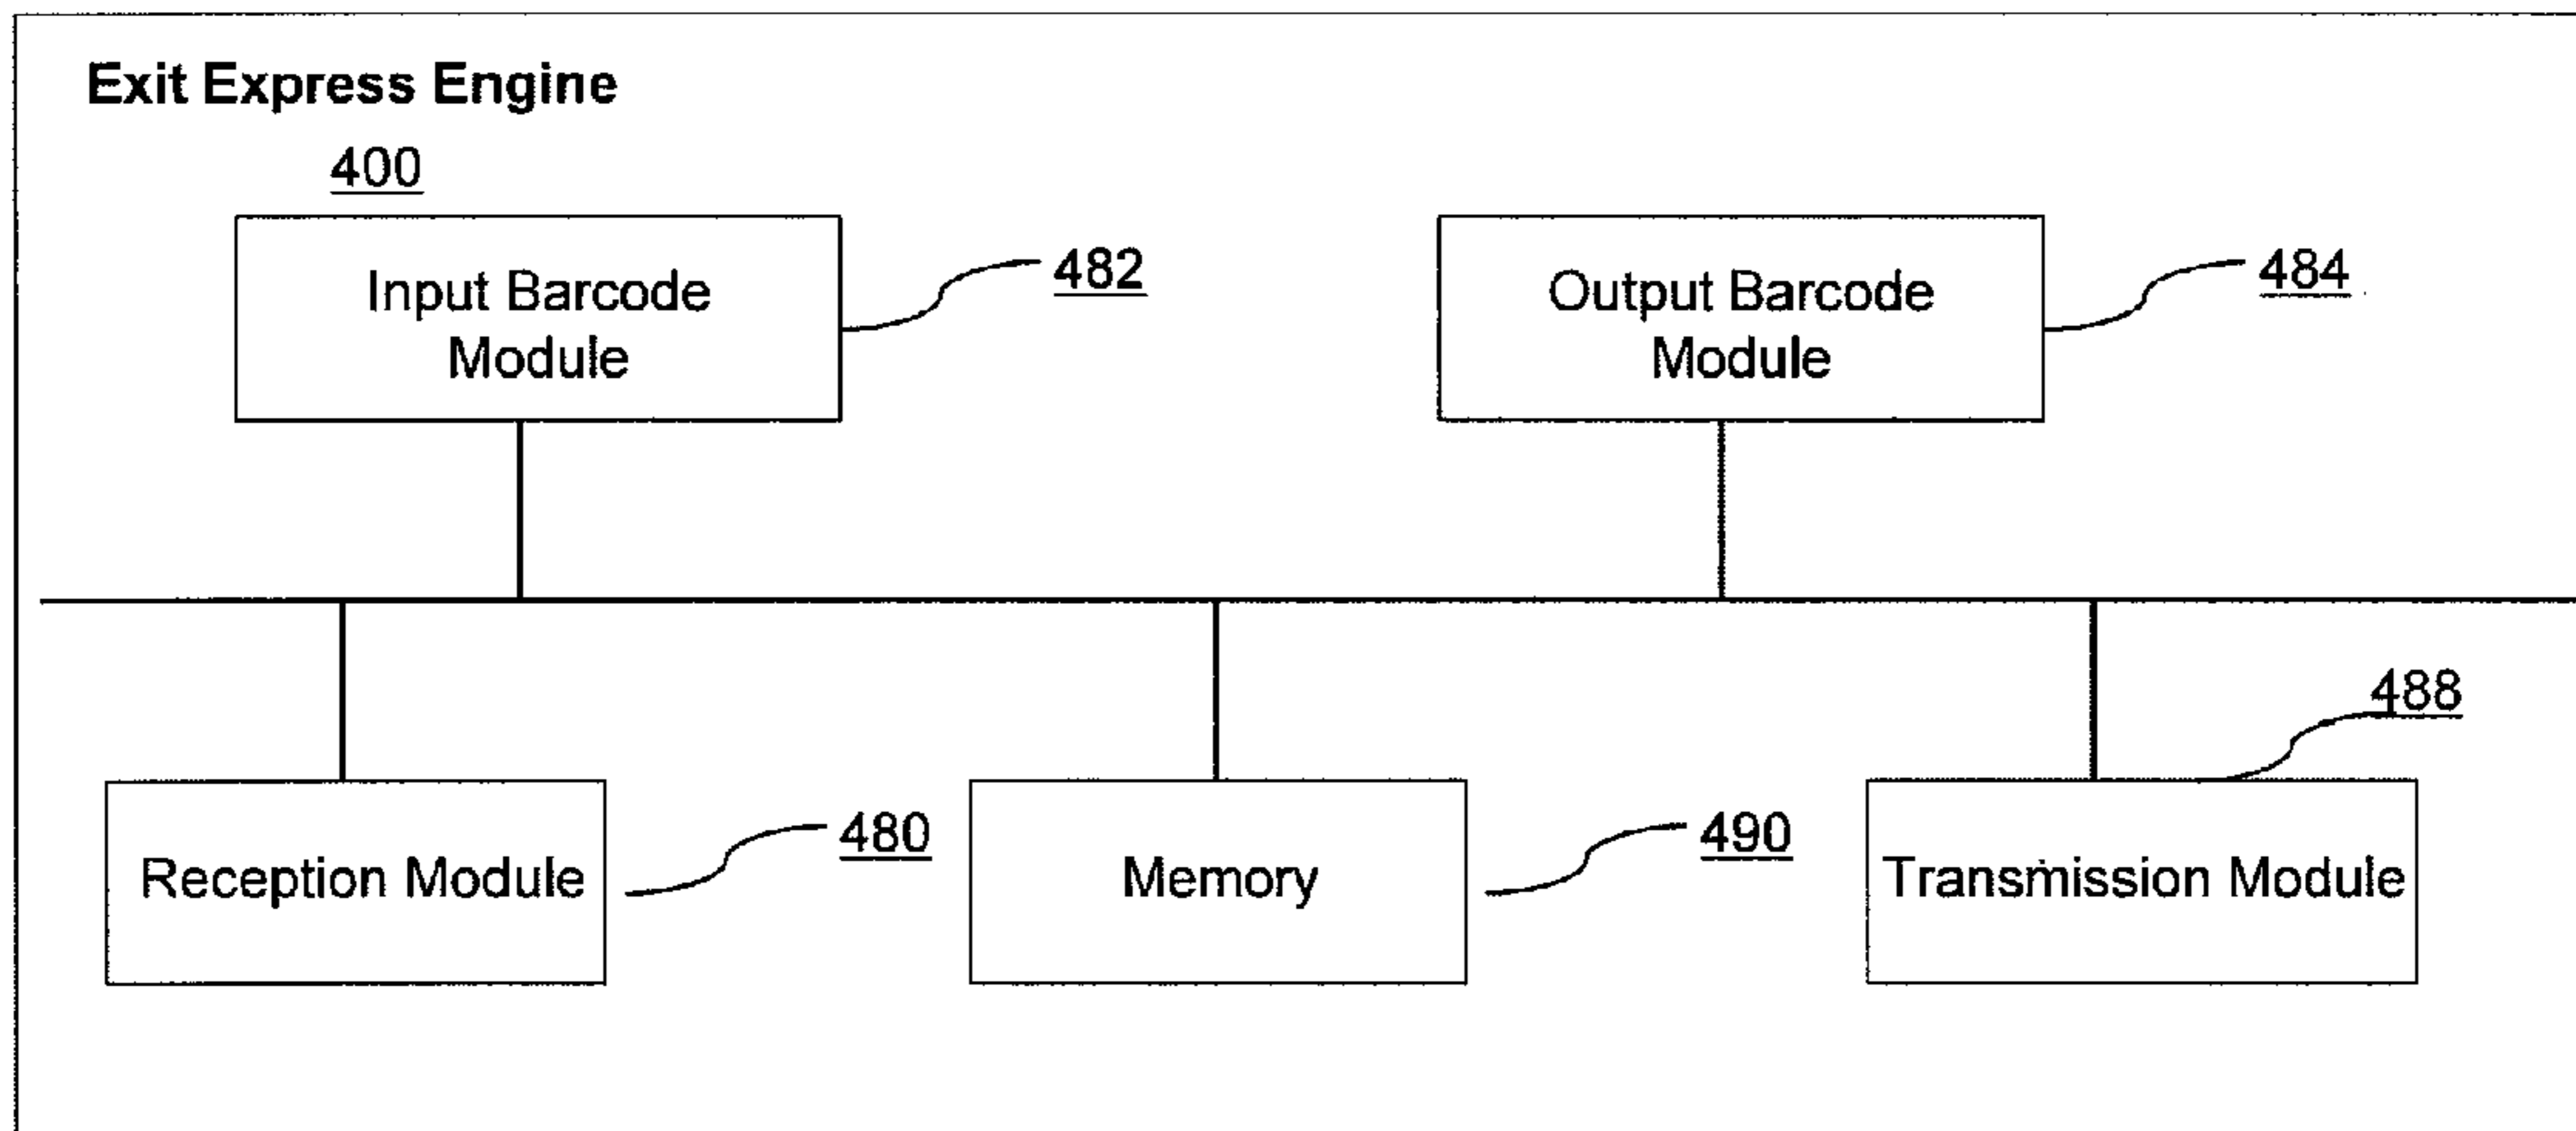 Exit Express Engine
400
Input Barcode
Module
482
Output Barcode
Module
484
Reception Module
480
Memory
490
Transmission Module
488